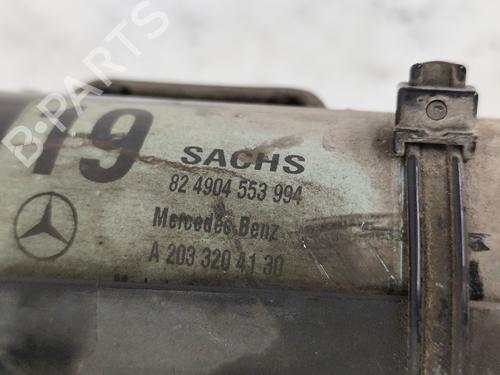 B-PARTS
19
SACHS
82 4904 553 994
Mercedes-Benz
A 203 320 41 30